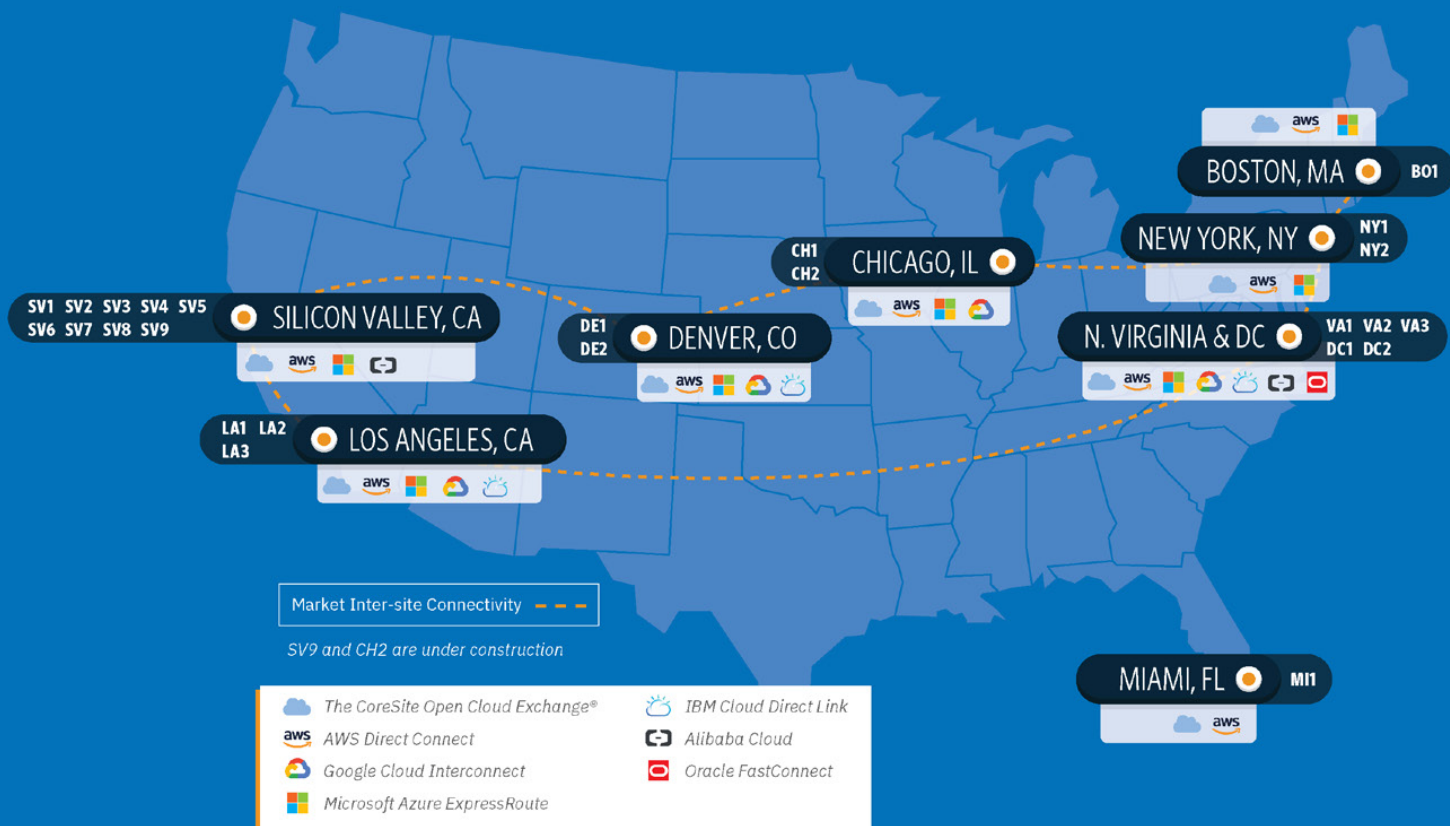 aws
BOSTON, MA
BO1
NEW YORK, NY
NY1
NY2
aws
CH1
CH2
CHICAGO, IL
aws
SV1 SV2 SV3 SV4 SV5
SV6 SV7 SV8 SV9
SILICON VALLEY, CA
aws
DE1
DE2
DENVER, CO
aws
N. VIRGINIA & DC
VA1 VA2 VA3
DC1 DC2
aws
LA1 LA2
LA3
LOS ANGELES, CA
aws
Market Inter-site Connectivity
SV9 and CH2 are under construction
MIAMI, FL
MI1
aws
The CoreSite Open Cloud Exchange®
aws AWS Direct Connect
Google Cloud Interconnect
Microsoft Azure ExpressRoute
IBM Cloud Direct Link
Alibaba Cloud
Oracle FastConnect